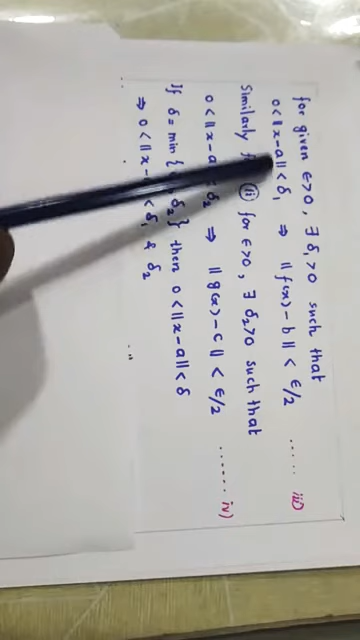 for given ε>0, ∃ δ₁>0 such that
0<||x-a||<δ₁ ⇒ ||f(x)-b|| < ε/2 ..... iii)
Similarly (ii) for ε>0, ∃ δ₂>0 such that
0<||x-a δ₂ ⇒ ||g(x)-c|| < ε/2 ...... iv)
If δ = min { δ₂} then 0<||x-a||<δ
⇒ 0<||x- <δ₁ & δ₂